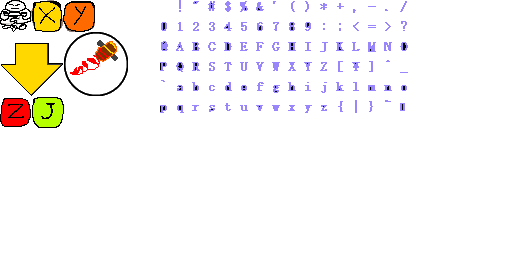 X Y
Z J
! " # $ % & ' ( ) * + , - . /
0 1 2 3 4 5 6 7 8 9 : ; < = > ?
@ A B C D E F G H I J K L M N O
P Q R S T U V W X Y Z [ ¥ ] ^ _
` a b c d e f g h i j k l m n o
p q r s t u v w x y z { | } ~